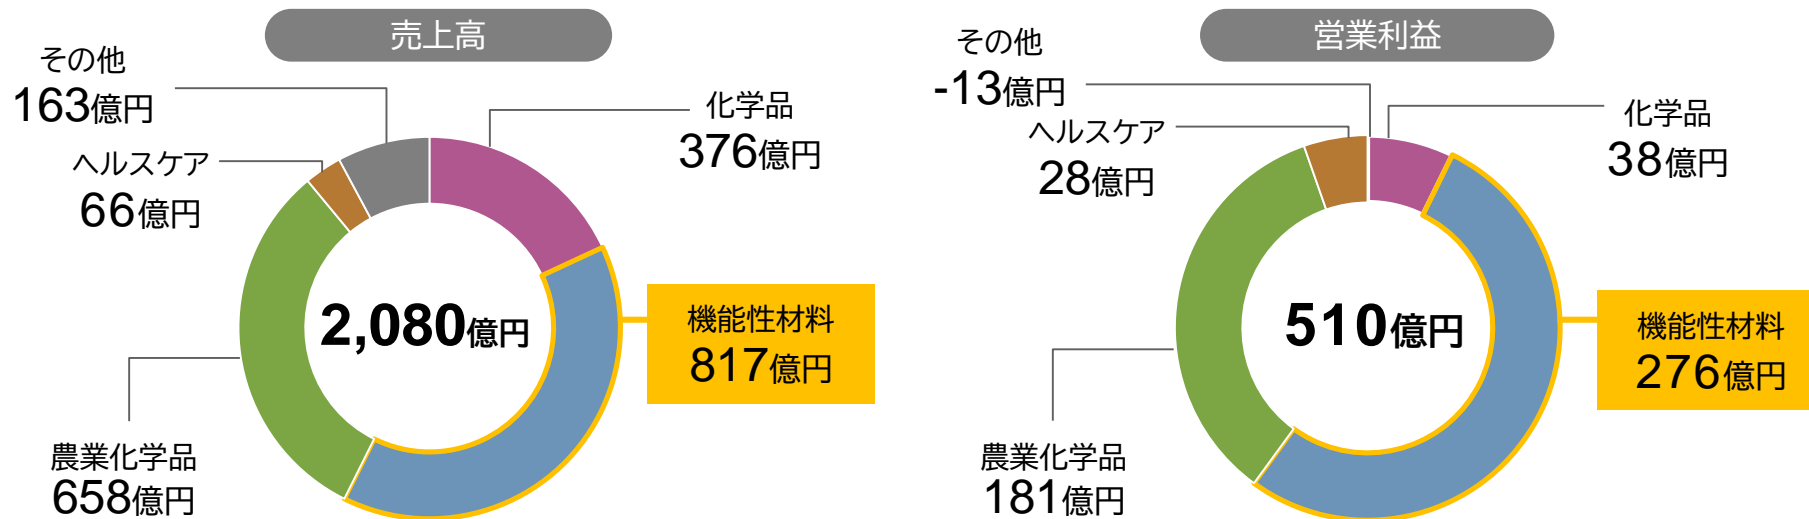 売上高
その他
163億円
ヘルスケア
66億円
化学品
376億円
2,080億円
機能性材料
817億円
農業化学品
658億円
営業利益
その他
-13億円
ヘルスケア
28億円
化学品
38億円
510億円
機能性材料
276億円
農業化学品
181億円